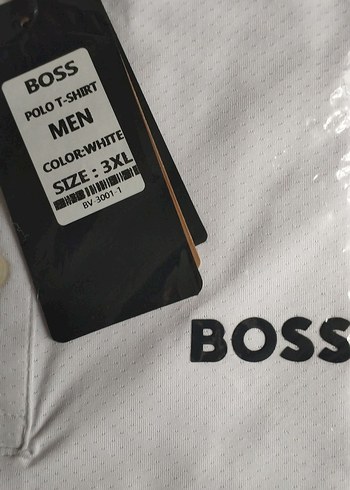 BOSS
POLO T-SHIRT
MEN
COLOR:WHITE
SIZE : 3XL
BV-3001-1
BOSS